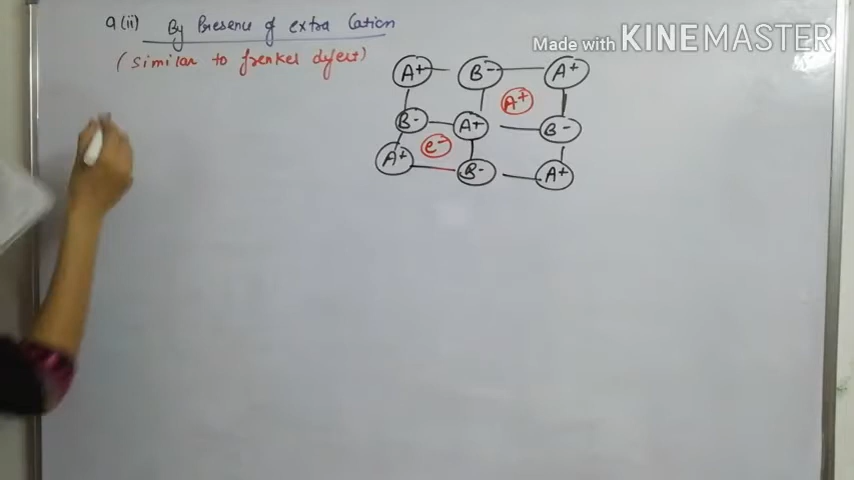 a(ii) By Presence of extra Cation
(Similar to frenkel defect)
Made with KINEMASTER
A+ B- A+
A+
B- A+ B-
e-
A+ B- A+